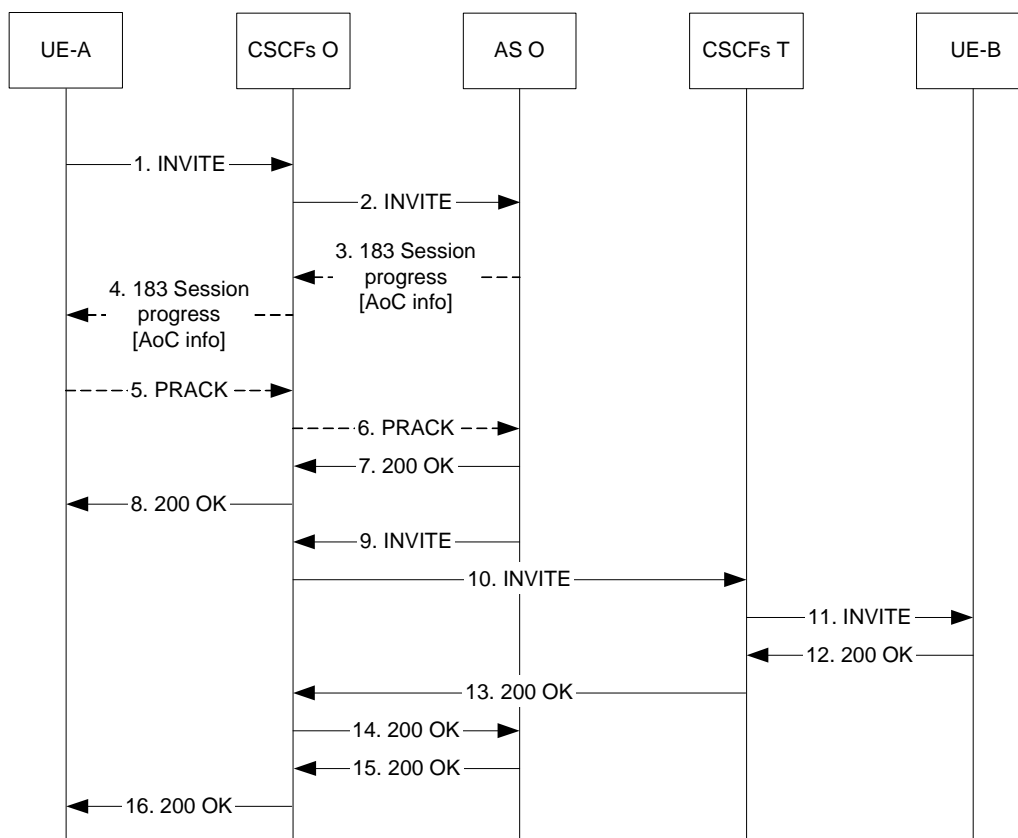 UE-A
CSCFs O
AS O
CSCFs T
UE-B
1. INVITE
2. INVITE
3. 183 Session
progress
[AoC info]
4. 183 Session
progress
[AoC info]
5. PRACK
6. PRACK
7. 200 OK
8. 200 OK
9. INVITE
10. INVITE
11. INVITE
12. 200 OK
13. 200 OK
14. 200 OK
15. 200 OK
16. 200 OK